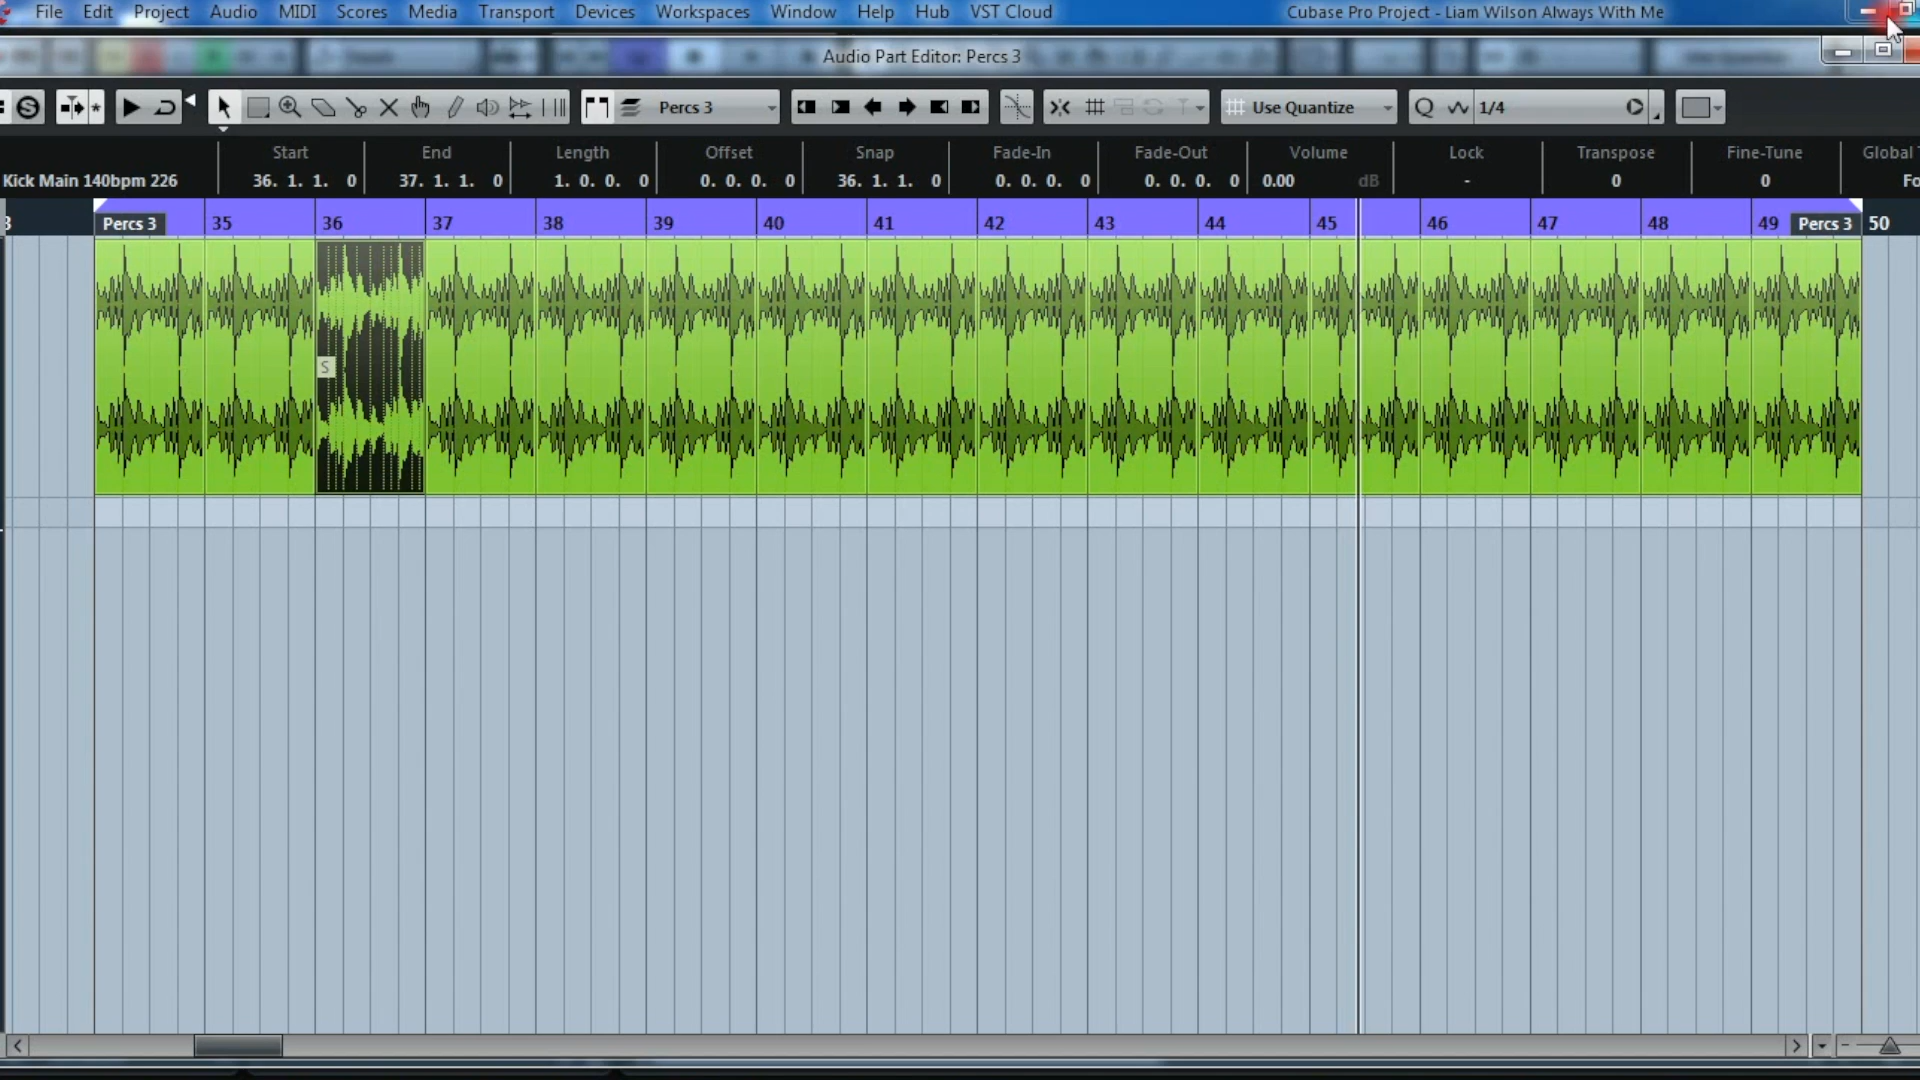 File Edit Project Audio MIDI Scores Media Transport Devices Workspaces Window Help Hub VST Cloud Cubase Pro Project - Liam Wilson Always With Me
Audio Part Editor: Percs 3
Percs 3 Use Quantize Q 1/4
Start End Length Offset Snap Fade-In Fade-Out Volume Lock Transpose Fine-Tune Global
Kick Main 140bpm 226 36. 1. 1. 0 37. 1. 1. 0 1. 0. 0. 0 0. 0. 0. 0 36. 1. 1. 0 0. 0. 0. 0 0. 0. 0. 0 0.00 dB - 0 0 Fo
3 Percs 3 35 36 37 38 39 40 41 42 43 44 45 46 47 48 49 Percs 3 50
S